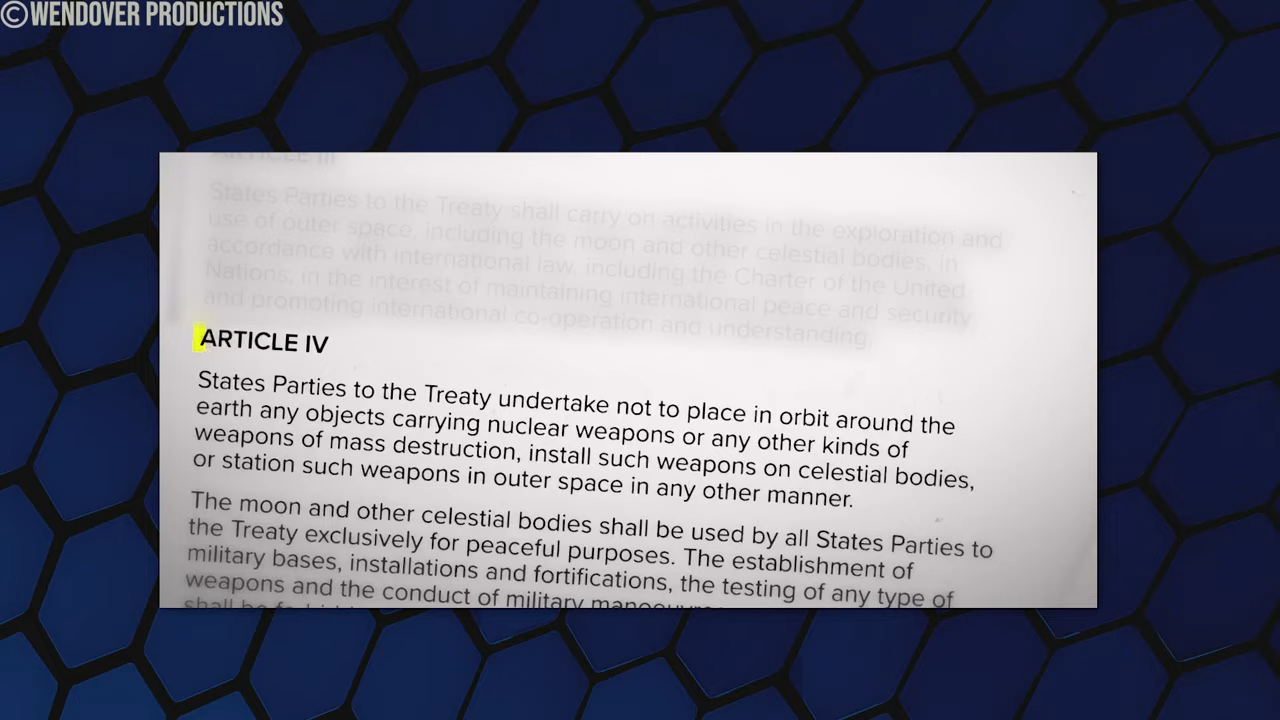 ©WENDOVER PRODUCTIONS
ARTICLE III
States Parties to the Treaty shall carry on activities in the exploration and
use of outer space, including the moon and other celestial bodies, in
accordance with international law, including the Charter of the United
Nations, in the interest of maintaining international peace and security
and promoting international co-operation and understanding.
ARTICLE IV
States Parties to the Treaty undertake not to place in orbit around the
earth any objects carrying nuclear weapons or any other kinds of
weapons of mass destruction, install such weapons on celestial bodies,
or station such weapons in outer space in any other manner.
The moon and other celestial bodies shall be used by all States Parties to
the Treaty exclusively for peaceful purposes. The establishment of
military bases, installations and fortifications, the testing of any type of
weapons and the conduct of military manoeuvres
shall be